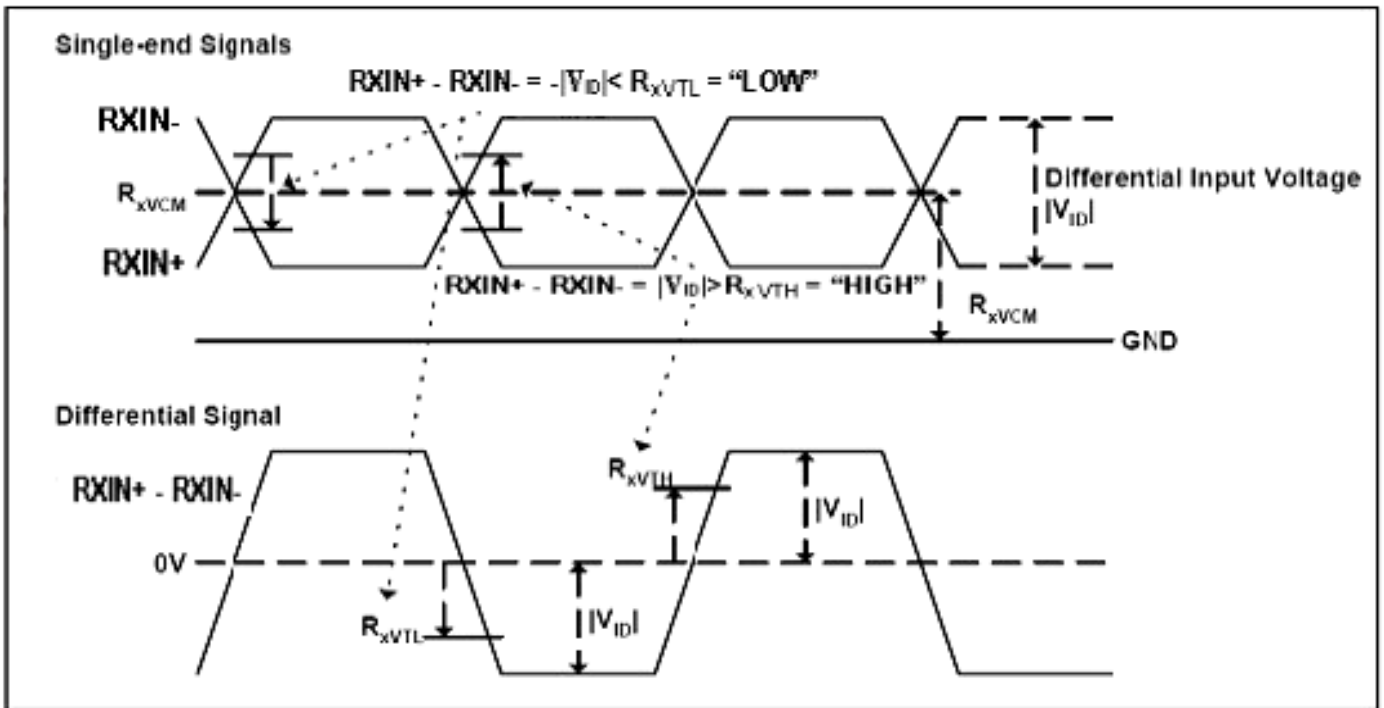 Single-end Signals
RXIN+ - RXIN- = -|VID|< RxVTL = “LOW”
RXIN-
RxVCM
Differential Input Voltage
|VID|
RXIN+
RXIN+ - RXIN- = |VID|> RxVTH = “HIGH”
RxVCM
GND
Differential Signal
RxVTH
RXIN+ - RXIN-
|VID|
0V
RxVTL
|VID|